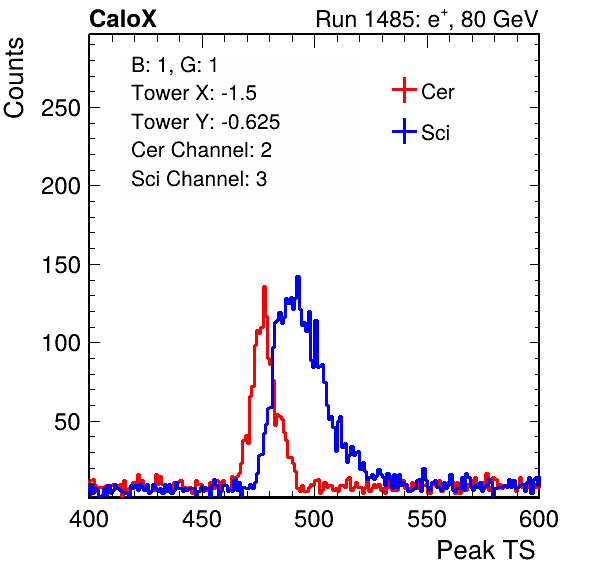 CaloX Run 1485: e+, 80 GeV
Counts
B: 1, G: 1
Tower X: -1.5
Tower Y: -0.625
Cer Channel: 2
Sci Channel: 3
Cer
Sci
250
200
150
100
50
400 450 500 550 600
Peak TS